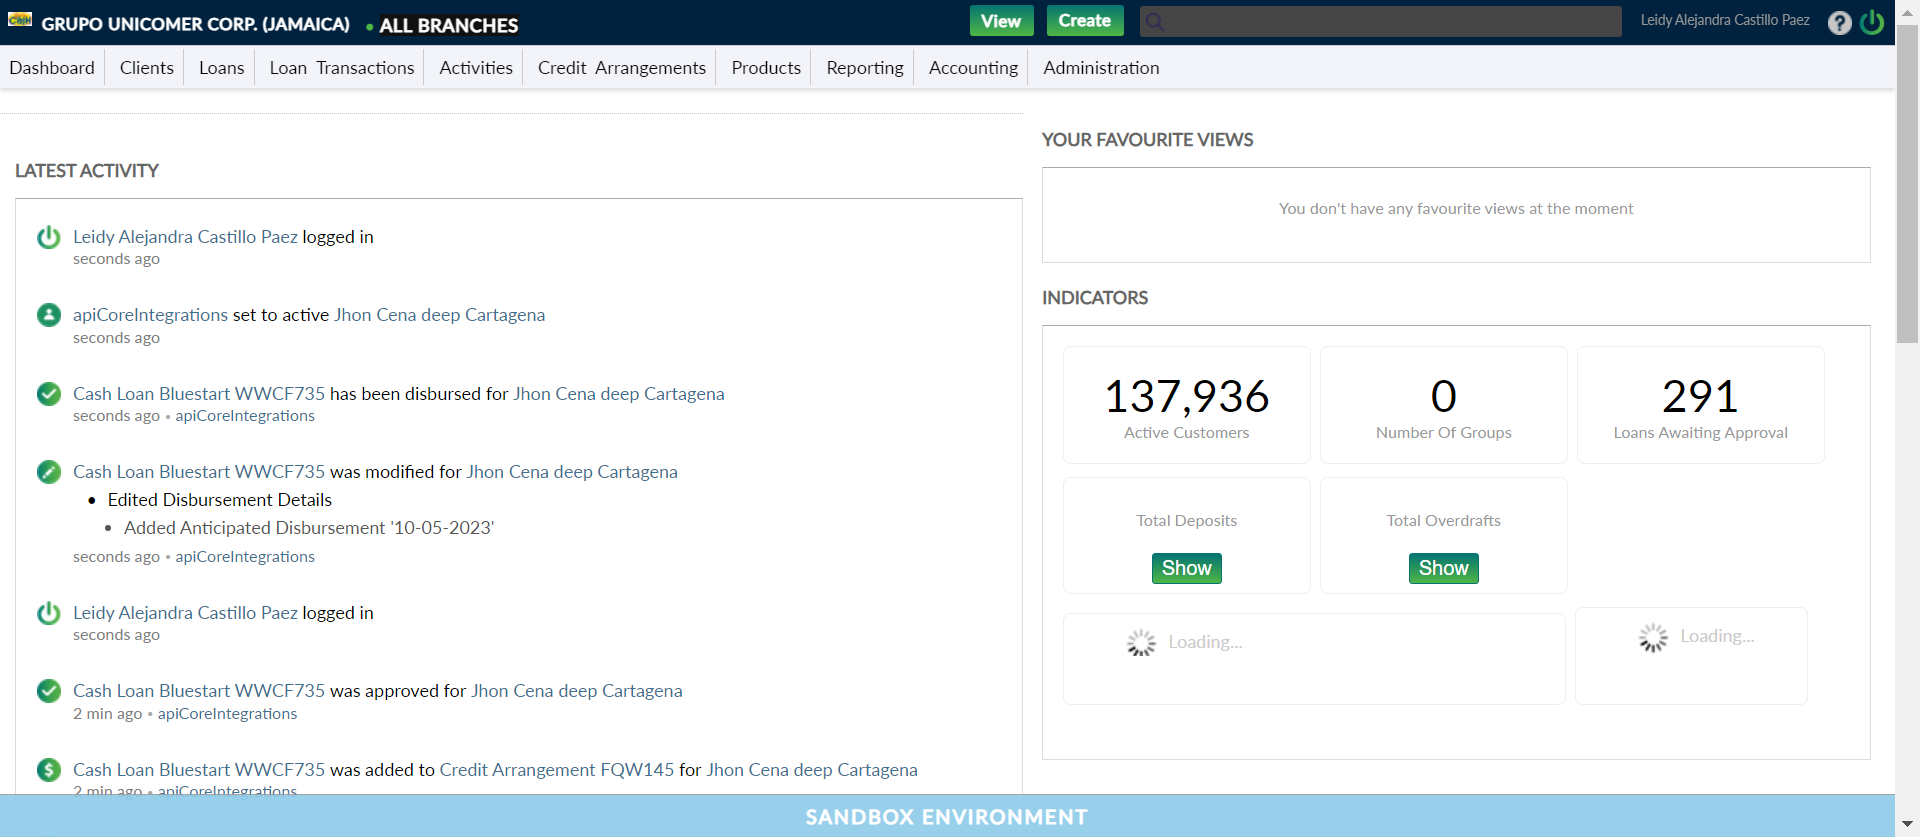 Cash GRUPO UNICOMER CORP. (JAMAICA) • ALL BRANCHES View Create Leidy Alejandra Castillo Paez ?
Dashboard Clients Loans Loan Transactions Activities Credit Arrangements Products Reporting Accounting Administration
LATEST ACTIVITY
Leidy Alejandra Castillo Paez logged in
seconds ago
apiCoreIntegrations set to active Jhon Cena deep Cartagena
seconds ago
Cash Loan Bluestart WWCF735 has been disbursed for Jhon Cena deep Cartagena
seconds ago • apiCoreIntegrations
Cash Loan Bluestart WWCF735 was modified for Jhon Cena deep Cartagena
• Edited Disbursement Details
• Added Anticipated Disbursement '10-05-2023'
seconds ago • apiCoreIntegrations
Leidy Alejandra Castillo Paez logged in
seconds ago
Cash Loan Bluestart WWCF735 was approved for Jhon Cena deep Cartagena
2 min ago • apiCoreIntegrations
Cash Loan Bluestart WWCF735 was added to Credit Arrangement FQW145 for Jhon Cena deep Cartagena
2 min ago • apiCoreIntegrations
YOUR FAVOURITE VIEWS
You don't have any favourite views at the moment
INDICATORS
137,936
Active Customers
0
Number Of Groups
291
Loans Awaiting Approval
Total Deposits
Show
Total Overdrafts
Show
Loading...
Loading...
SANDBOX ENVIRONMENT